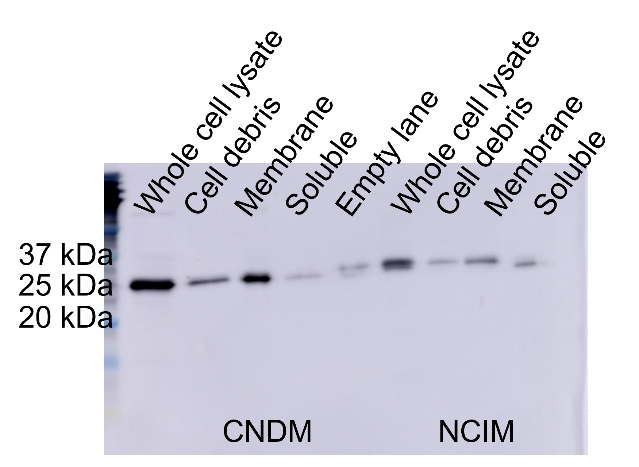 Whole cell lysate
Cell debris
Membrane
Soluble
Empty lane
Whole cell lysate
Cell debris
Membrane
Soluble
37 kDa
25 kDa
20 kDa
CNDM
NCIM